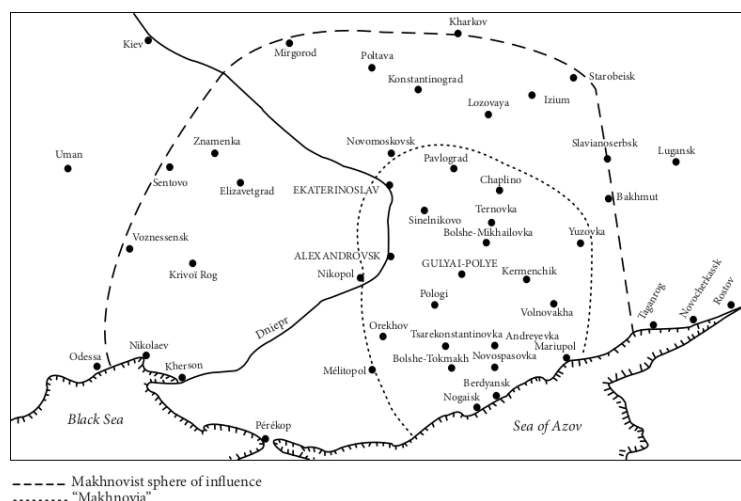 Kharkov
Kiev
Mirgorod
Poltava
Konstantinograd
Starobeisk
Izium
Lozovaya
Uman
Znamenka
Novomoskovsk
Slavianoserbsk
Lugansk
Sentovo
Pavlograd
Elizavetgrad
EKATERINOSLAV
Chaplino
Bakhmut
Sinelnikovo
Ternovka
Bolshe-Mikhailovka
Yuzovka
Voznessensk
Krivoï Rog
ALEXANDROVSK
Nikopol
GULYAI-POLYE
Kermenchik
Pologi
Volnovakha
Taganrog
Novocherkassk
Rostov
Dniepr
Orekhov
Tsarekonstantinovka
Andreyevka
Nikolaev
Odessa
Kherson
Mélitopol
Bolshe-Tokmakh
Novospasovka
Mariupol
Berdyansk
Nogaisk
Black Sea
Pérékop
Sea of Azov
Makhnovist sphere of influence
"Makhnovia"